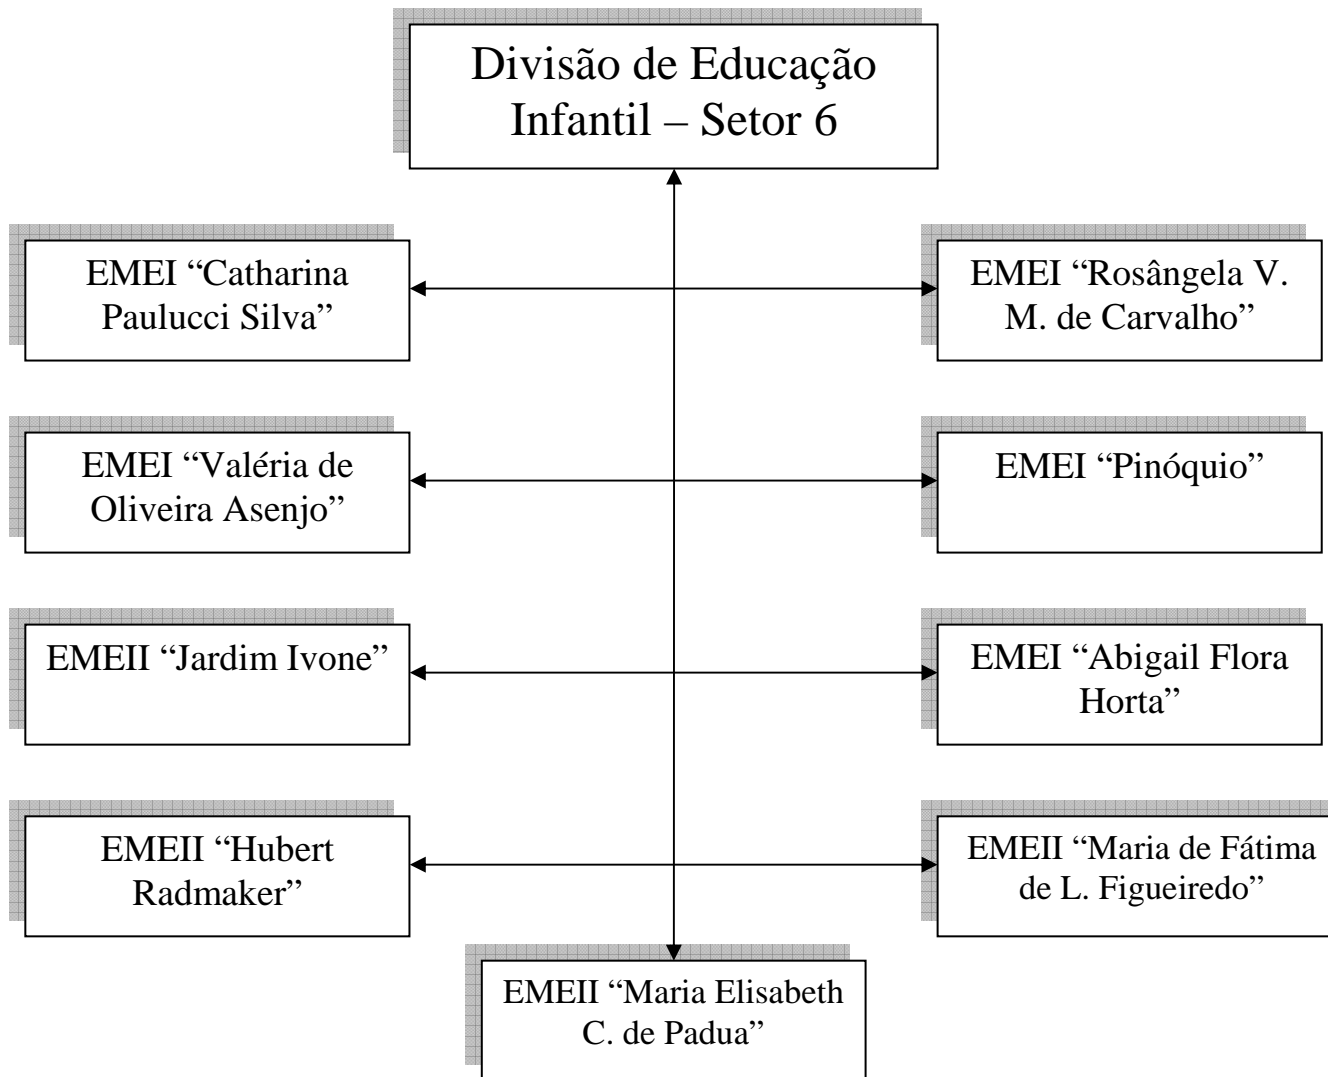 Divisão de Educação
Infantil – Setor 6
EMEI “Catharina
Paulucci Silva”
EMEI “Rosângela V.
M. de Carvalho”
EMEI “Valéria de
Oliveira Asenjo”
EMEI “Pinóquio”
EMEII “Jardim Ivone”
EMEI “Abigail Flora
Horta”
EMEII “Hubert
Radmaker”
EMEII “Maria de Fátima
de L. Figueiredo”
EMEII “Maria Elisabeth
C. de Padua”